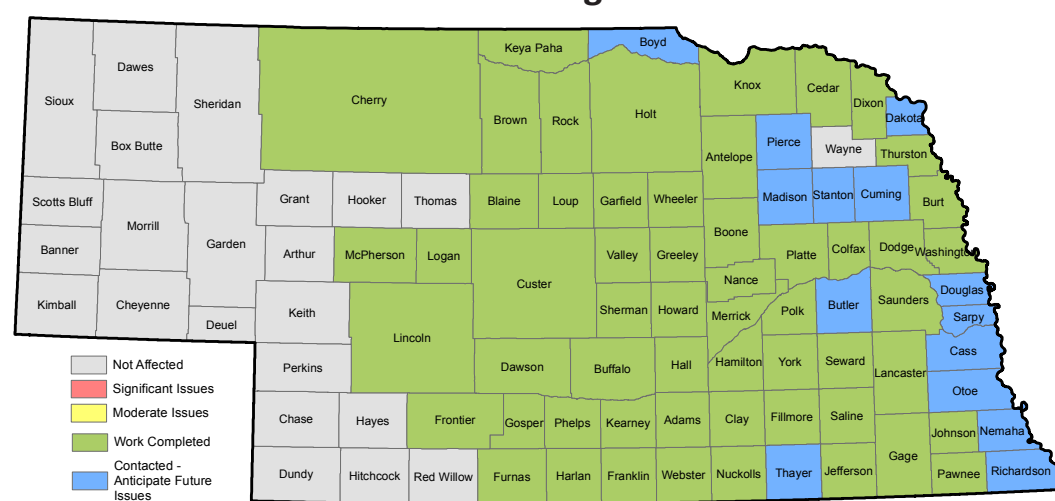 Boyd
Keya Paha
Dawes
Knox
Cedar
Sioux
Cherry
Sheridan
Dixon
Holt
Brown
Rock
Dakota
Pierce
Box Butte
Wayne
Antelope
Thurston
Scotts Bluff
Grant
Hooker
Thomas
Blaine
Loup
Garfield
Wheeler
Madison
Stanton
Cuming
Burt
Morrill
Boone
Garden
Banner
Arthur
McPherson
Logan
Valley
Greeley
Platte
Colfax
Dodge
Washington
Custer
Nance
Kimball
Cheyenne
Keith
Sherman
Howard
Merrick
Polk
Butler
Saunders
Douglas
Sarpy
Deuel
Lincoln
Cass
Perkins
Dawson
Buffalo
Hall
Hamilton
York
Seward
Lancaster
Otoe
Chase
Hayes
Frontier
Gosper
Phelps
Kearney
Adams
Clay
Fillmore
Saline
Johnson
Nemaha
Dundy
Hitchcock
Red Willow
Furnas
Harlan
Franklin
Webster
Nuckolls
Thayer
Jefferson
Gage
Pawnee
Richardson
Not Affected
Significant Issues
Moderate Issues
Work Completed
Contacted -
Anticipate Future
Issues